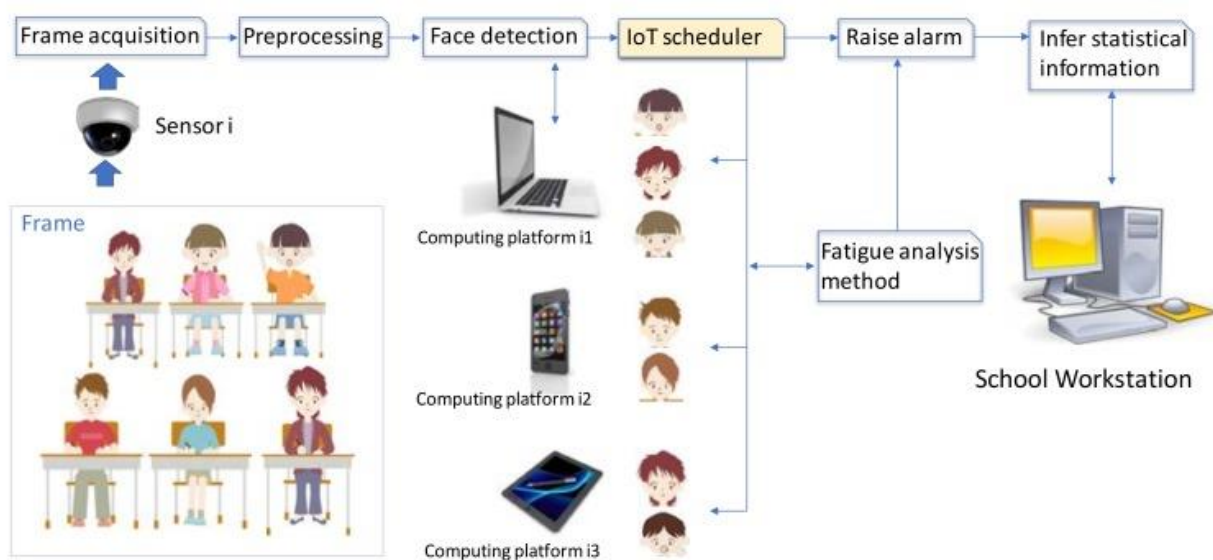 Frame acquisition
Preprocessing
Face detection
IoT scheduler
Raise alarm
Infer statistical
information
Sensor i
Frame
Computing platform i1
Fatigue analysis
method
Computing platform i2
School Workstation
Computing platform i3